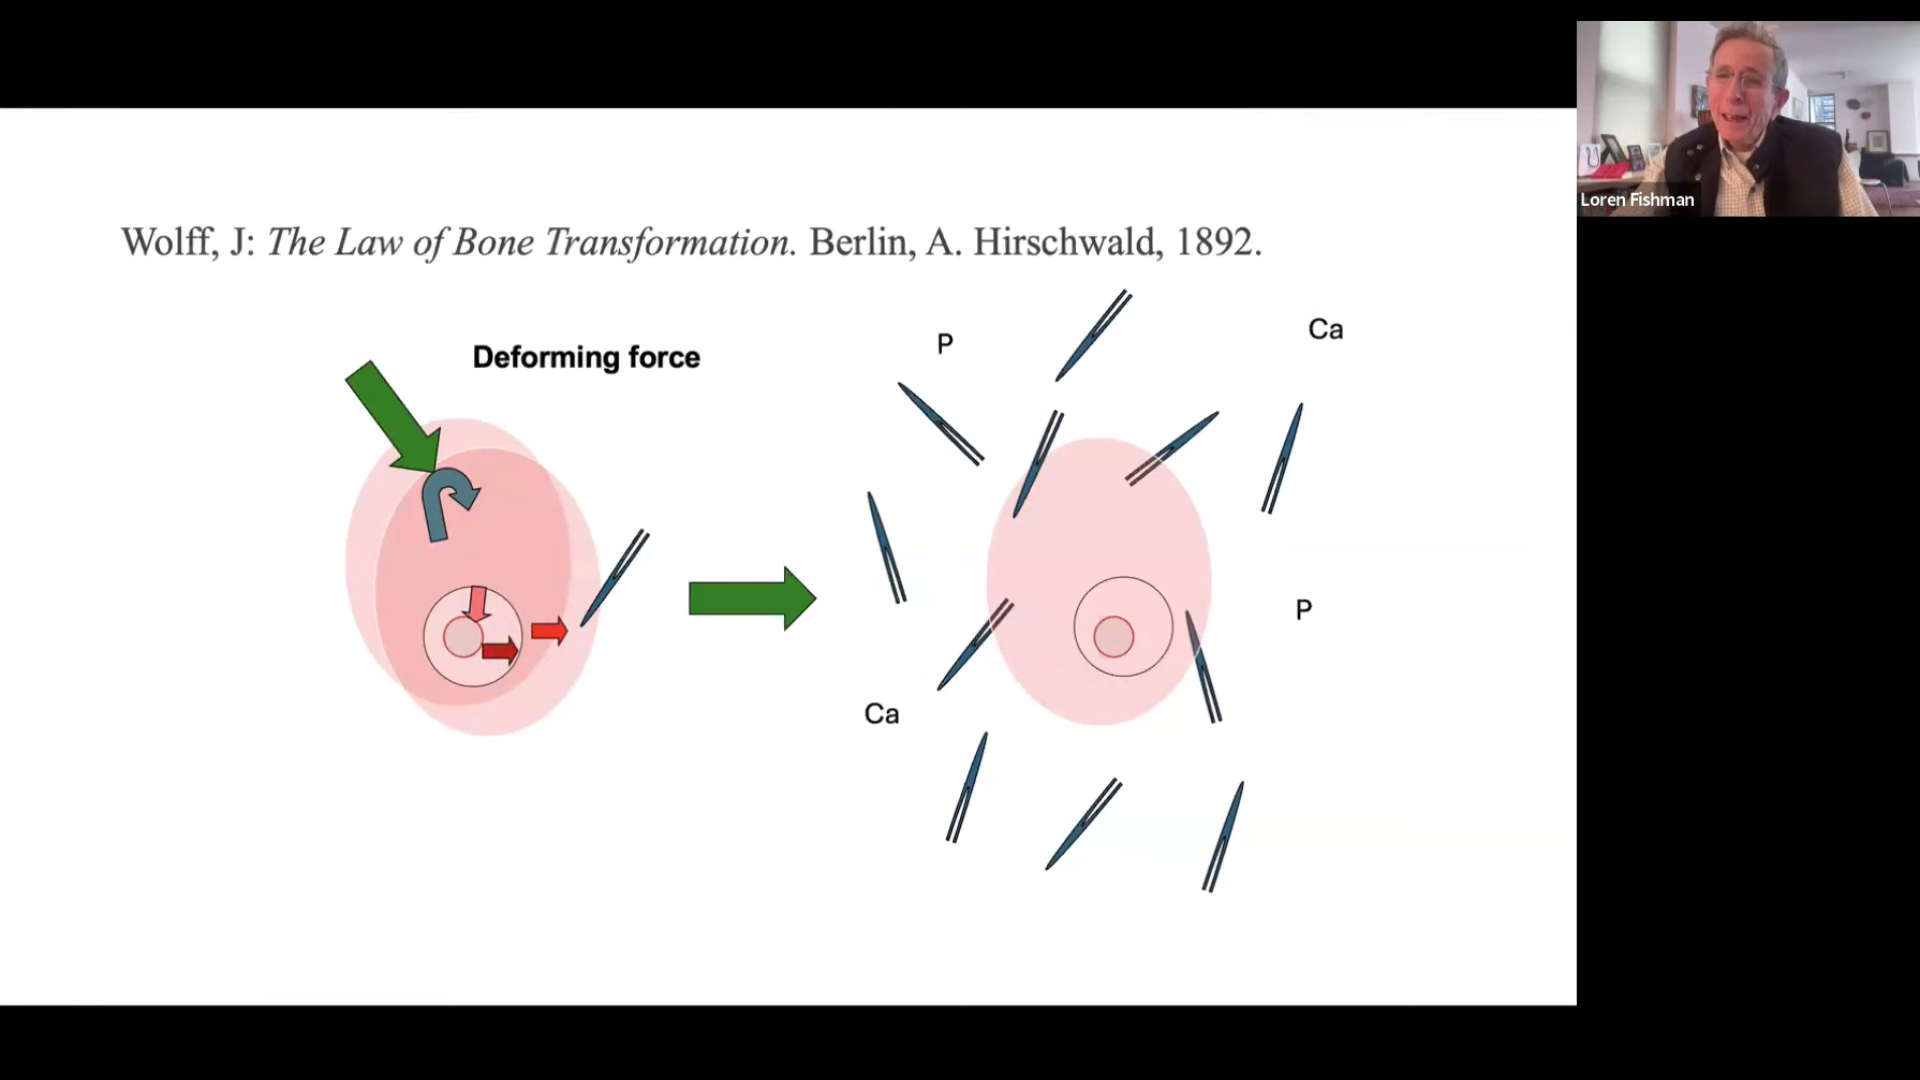 Wolff, J: The Law of Bone Transformation. Berlin, A. Hirschwald, 1892.
Deforming force
P
Ca
Ca
P
Loren Fishman